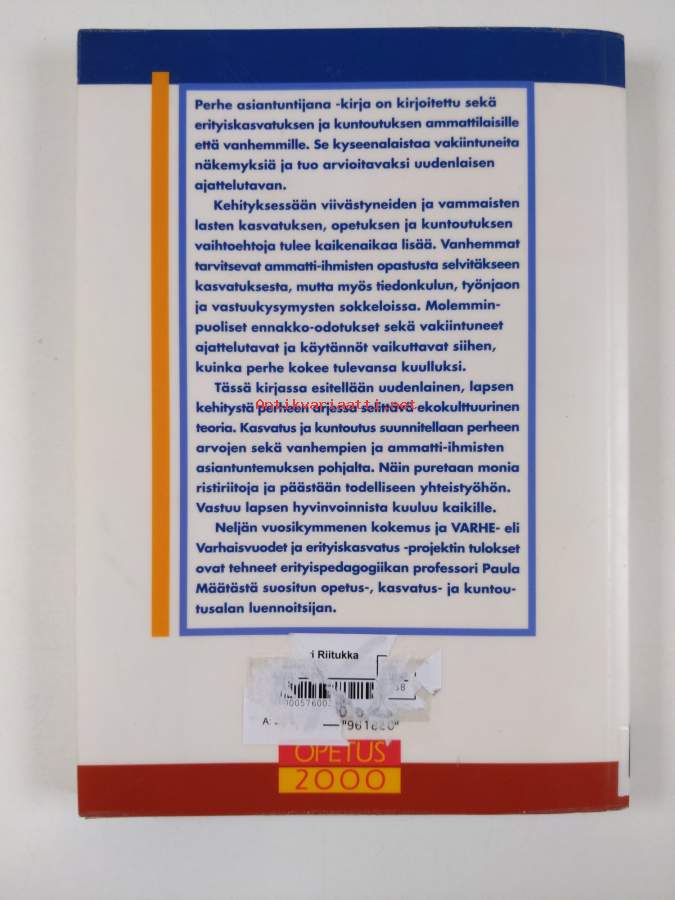 Perhe asiantuntijana -kirja on kirjoitettu sekä
erityiskasvatuksen ja kuntoutuksen ammattilaisille
että vanhemmille. Se kyseenalaistaa vakiintuneita
näkemyksiä ja tuo arvioitavaksi uudenlaisen
ajattelutavan.
Kehityksessään viivästyneiden ja vammaisten
lasten kasvatuksen, opetuksen ja kuntoutuksen
vaihtoehtoja tulee kaikenaikaa lisää. Vanhemmat
tarvitsevat ammatti-ihmisten opastusta selvitäkseen
kasvatuksesta, mutta myös tiedonkulun, työnjaon
ja vastuukysymysten sokkeloissa. Molemmin-
puoliset ennakko-odotukset sekä vakiintuneet
ajattelutavat ja käytännöt vaikuttavat siihen,
kuinka perhe kokee tulevansa kuulluksi.
Tässä kirjassa esitellään uudenlainen, lapsen
kehitystä perheen arjessa selittävä ekokulttuurinen
Antikvariaatti.net
teoria. Kasvatus ja kuntoutus suunnitellaan perheen
arvojen sekä vanhempien ja ammatti-ihmisten
asiantuntemuksen pohjalta. Näin puretaan monia
ristiriitoja ja päästään todelliseen yhteistyöhön.
Vastuu lapsen hyvinvoinnista kuuluu kaikille.
Neljän vuosikymmenen kokemus ja VARHE- eli
Varhaisvuodet ja erityiskasvatus -projektin tulokset
ovat tehneet erityispedagogiikan professori Paula
Määtästä suositun opetus-, kasvatus- ja kuntou-
tusalan luennoitsijan.
Riitukka
OPETUS
2000